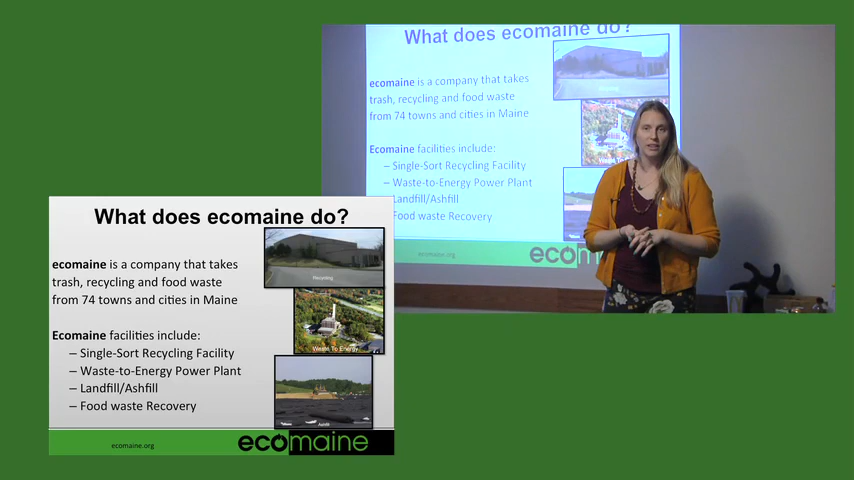 What does ecomaine do?
ecomaine is a company that takes
trash, recycling and food waste
from 74 towns and cities in Maine
Ecomaine facilities include:
– Single-Sort Recycling Facility
– Waste-to-Energy Power Plant
Landfill/Ashfill
Food waste Recovery
Waste To
ecomaine.org
ecom
What does ecomaine do?
ecomaine is a company that takes
trash, recycling and food waste
from 74 towns and cities in Maine
Ecomaine facilities include:
– Single-Sort Recycling Facility
– Waste-to-Energy Power Plant
– Landfill/Ashfill
– Food waste Recovery
Recycling
Waste To Energy
Ashfill
ecomaine.org
ecomaine